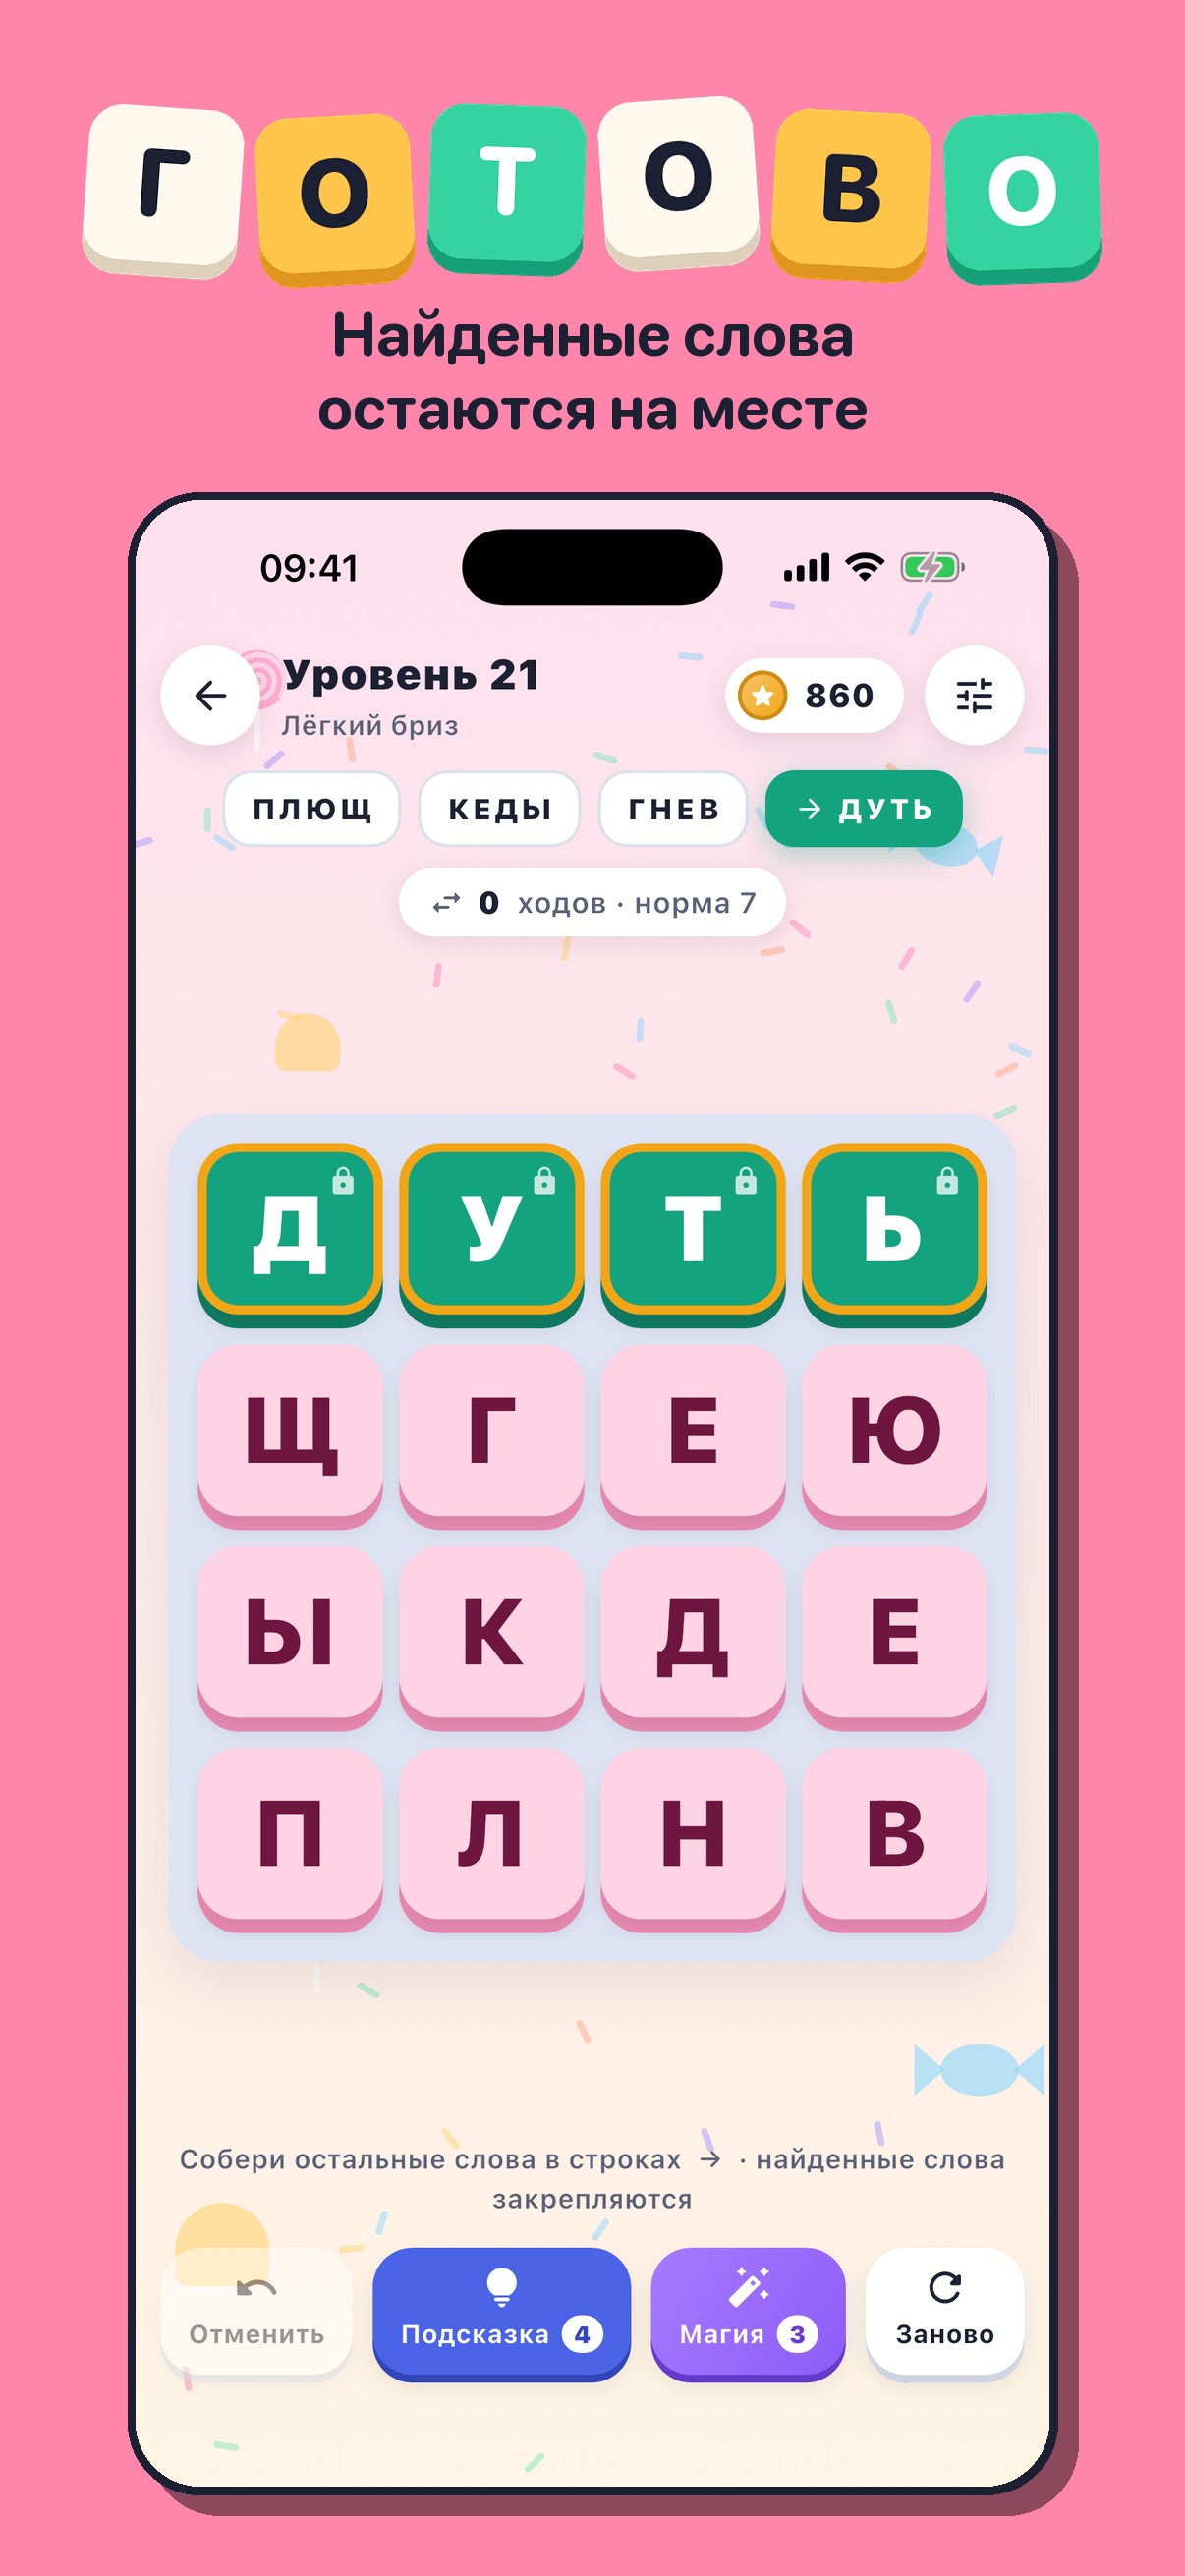 ГОТОВО
Найденные слова
остаются на месте
09:41
Уровень 21
Лёгкий бриз
860
ПЛЮЩ КЕДЫ ГНЕВ → ДУТЬ
0 ходов · норма 7
Д У Т Ь
Щ Г Е Ю
Ы К Д Е
П Л Н В
Собери остальные слова в строках → · найденные слова
закрепляются
Отменить Подсказка 4 Магия 3 Заново